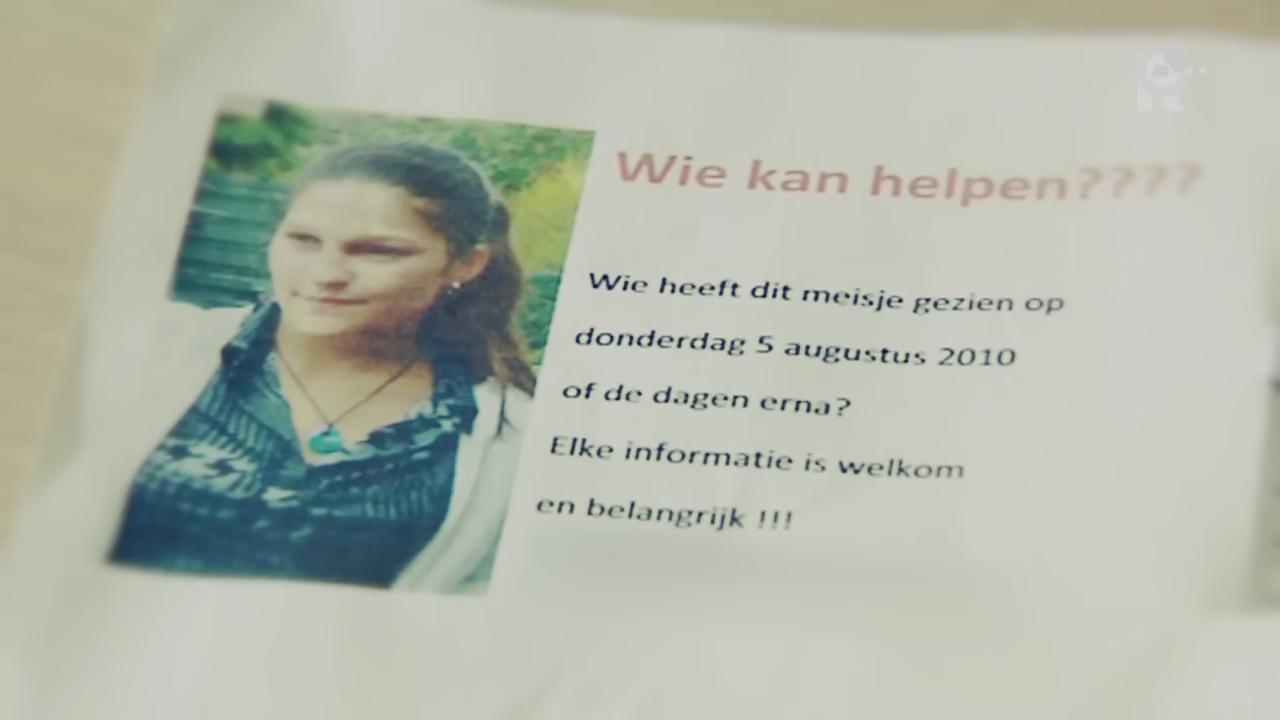 Wie kan helpen????
Wie heeft dit meisje gezien op
donderdag 5 augustus 2010
of de dagen erna?
Elke informatie is welkom
en belangrijk !!!